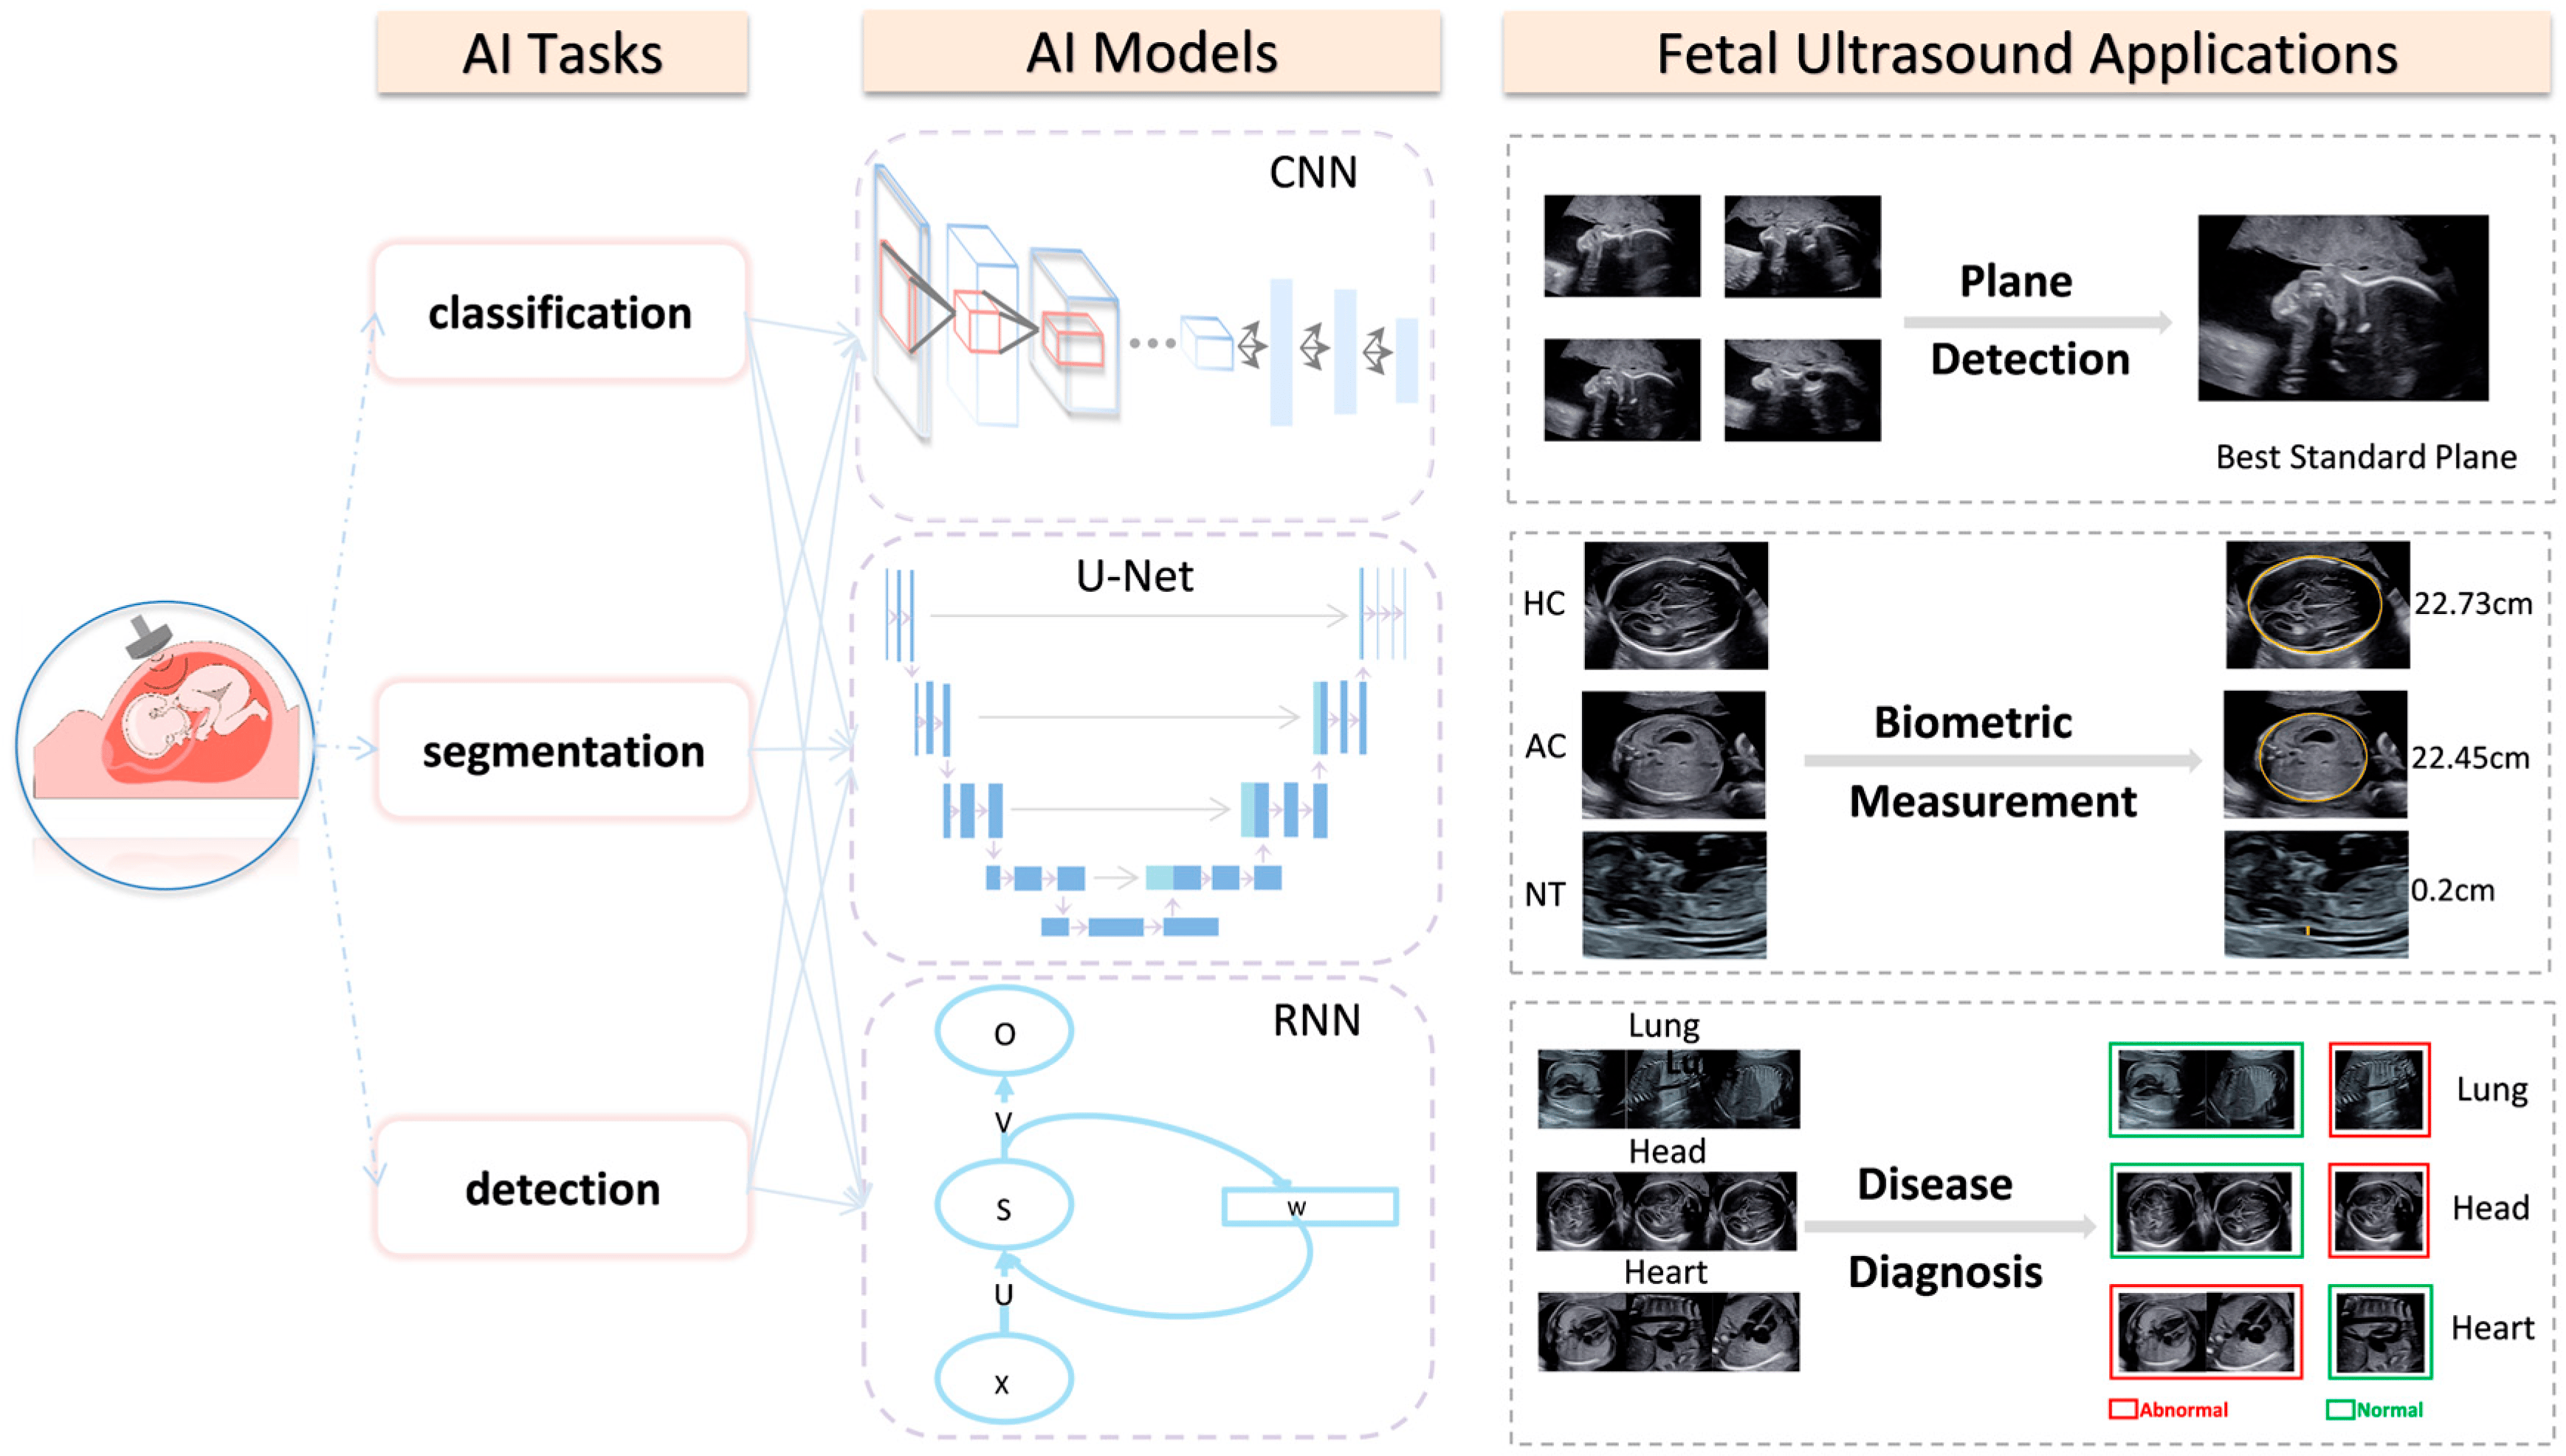 AI Tasks
AI Models
Fetal Ultrasound Applications
classification
segmentation
detection
CNN
U-Net
RNN
O
V
S
W
U
X
Plane
Detection
Best Standard Plane
HC
AC
NT
Biometric
Measurement
22.73cm
22.45cm
0.2cm
Lung
Lu
Head
Heart
Disease
Diagnosis
Lung
Head
Heart
Abnormal
Normal